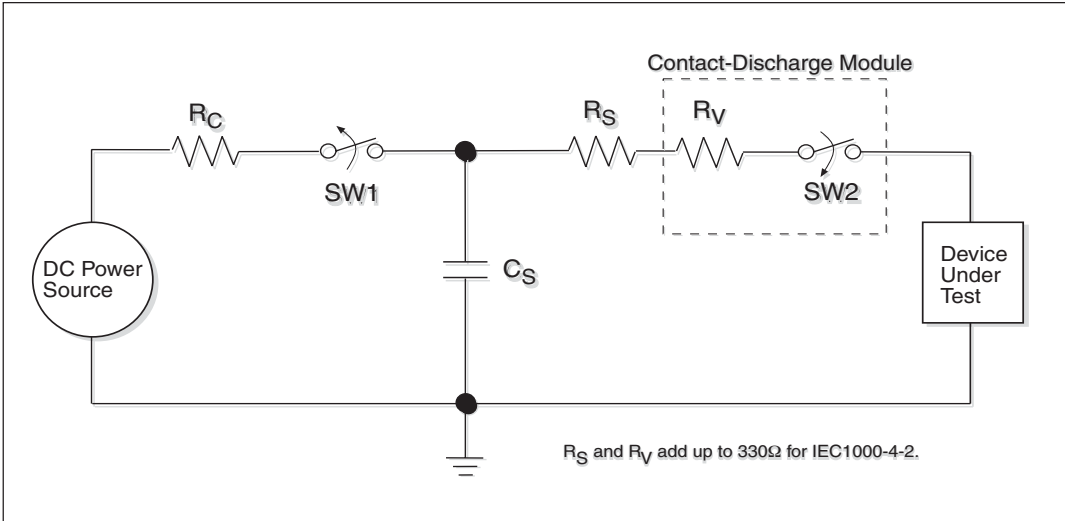 Contact-Discharge Module
RC
RS
RV
SW1
SW2
DC Power
Source
CS
Device
Under
Test
RS and RV add up to 330Ω for IEC1000-4-2.